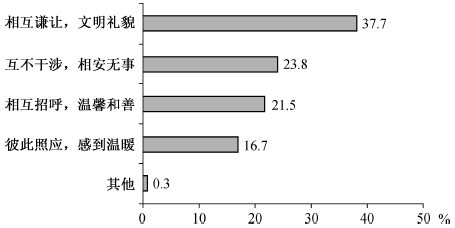 相互谦让，文明礼貌 37.7
互不干涉，相安无事 23.8
相互招呼，温馨和善 21.5
彼此照应，感到温暖 16.7
其他 0.3
0 10 20 30 40 50 %